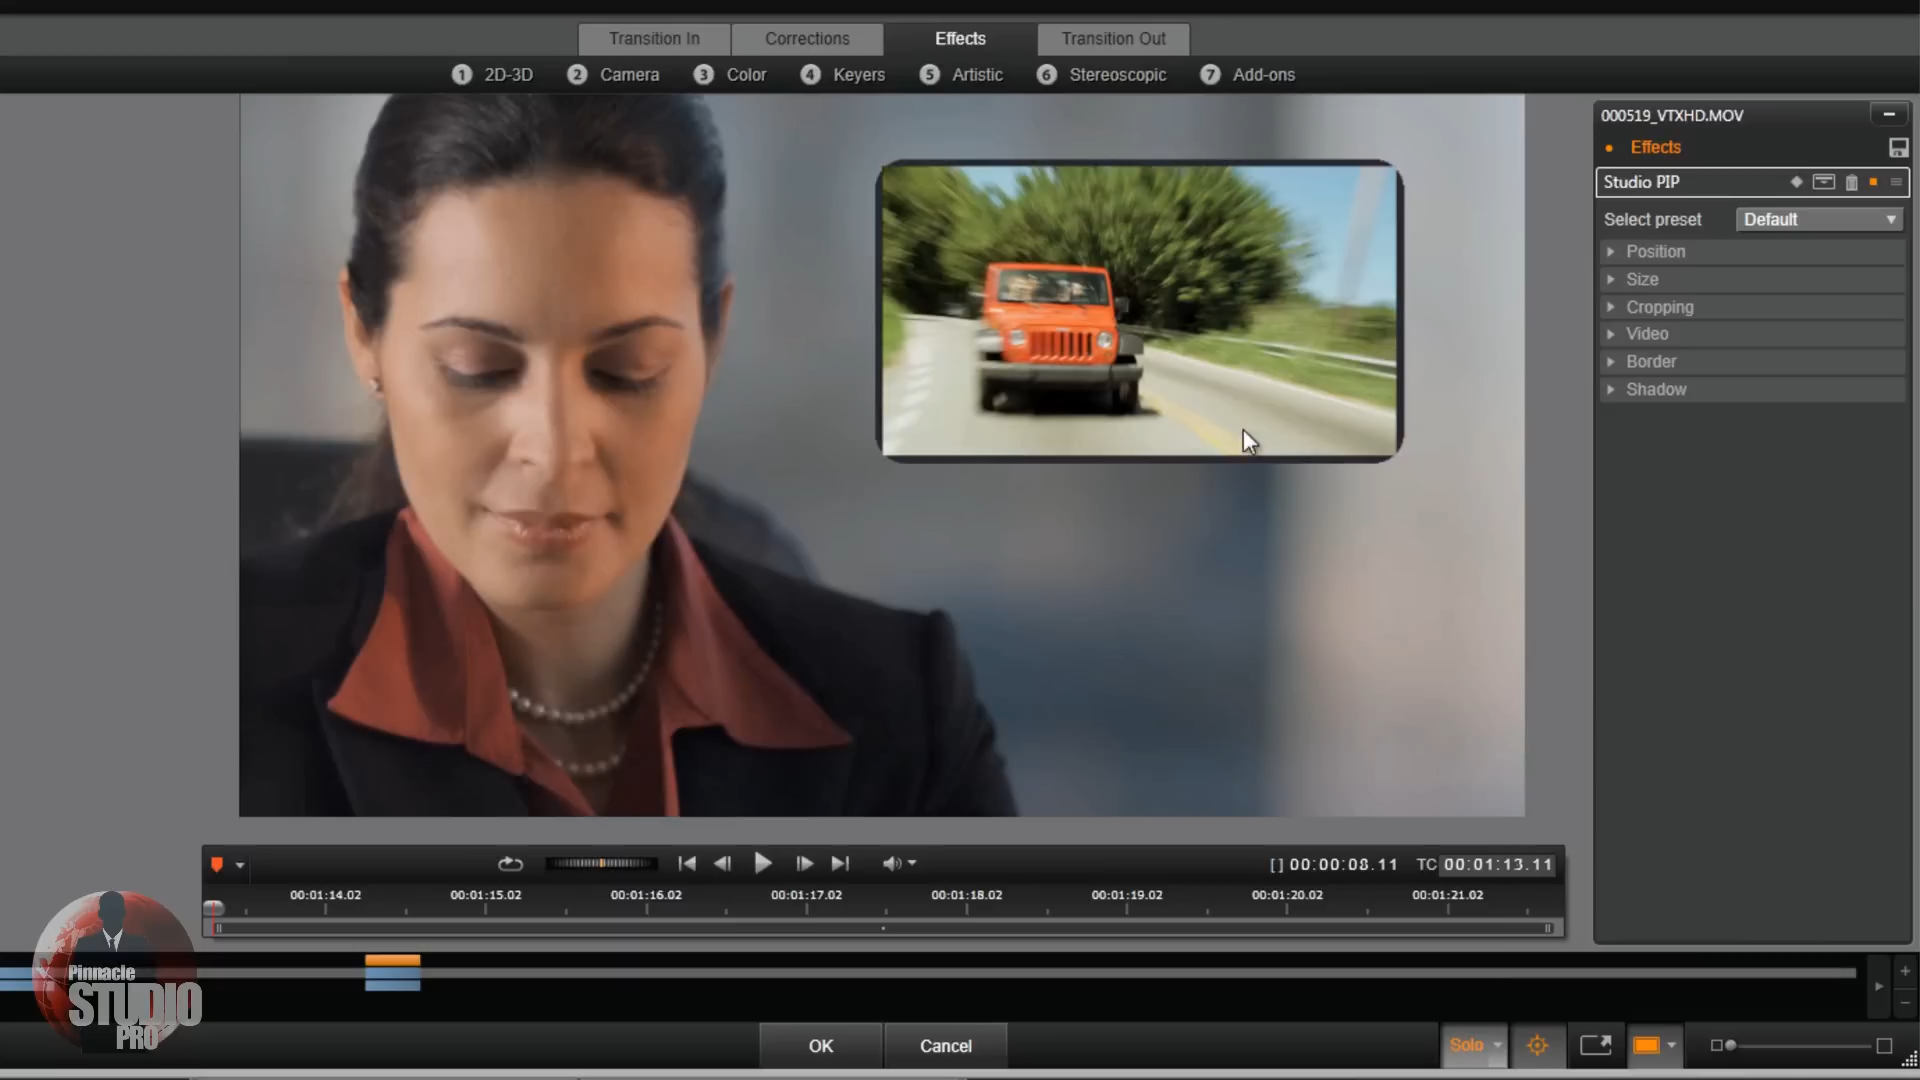 Transition In Corrections Effects Transition Out
1 2D-3D 2 Camera 3 Color 4 Keyers 5 Artistic 6 Stereoscopic 7 Add-ons
000519_VTXHD.MOV
Effects
Studio PIP
Select preset Default
Position
Size
Cropping
Video
Border
Shadow
[] 00:00:08.11 TC 00:01:13.11
00:01:14.02 00:01:15.02 00:01:16.02 00:01:17.02 00:01:18.02 00:01:19.02 00:01:20.02 00:01:21.02
Pinnacle
STUDIO
PRO
OK Cancel Solo